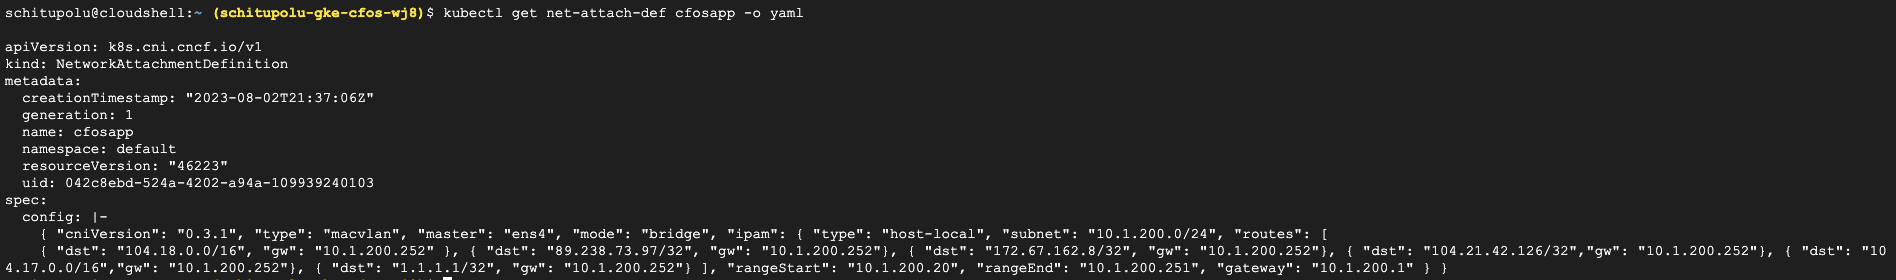 schitupolu@cloudshell:~ (schitupolu-gke-cfos-wj8)$ kubectl get net-attach-def cfosapp -o yaml
apiVersion: k8s.cni.cncf.io/v1
kind: NetworkAttachmentDefinition
metadata:
  creationTimestamp: "2023-08-02T21:37:06Z"
  generation: 1
  name: cfosapp
  namespace: default
  resourceVersion: "46223"
  uid: 042c8ebd-524a-4202-a94a-109939240103
spec:
  config: |-
    { "cniVersion": "0.3.1", "type": "macvlan", "master": "ens4", "mode": "bridge", "ipam": { "type": "host-local", "subnet": "10.1.200.0/24", "routes": [
    { "dst": "104.18.0.0/16", "gw": "10.1.200.252" }, { "dst": "89.238.73.97/32", "gw": "10.1.200.252"}, { "dst": "172.67.162.8/32", "gw": "10.1.200.252"}, { "dst": "104.21.42.126/32","gw": "10.1.200.252"}, { "dst": "10
4.17.0.0/16","gw": "10.1.200.252"}, { "dst": "1.1.1.1/32", "gw": "10.1.200.252"} ], "rangeStart": "10.1.200.20", "rangeEnd": "10.1.200.251", "gateway": "10.1.200.1" } }